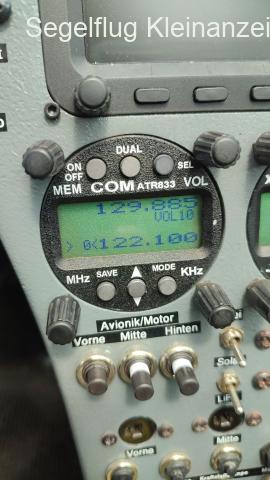 Segelflug Kleinanzei
ON
OFF
DUAL
SEL
MEM COM ATR833 VOL
129.885
VOL10
> 0<122.100
MHz SAVE MODE KHz
Avionik/Motor
Vorne Mitte Hinten
Vorne
Mitte